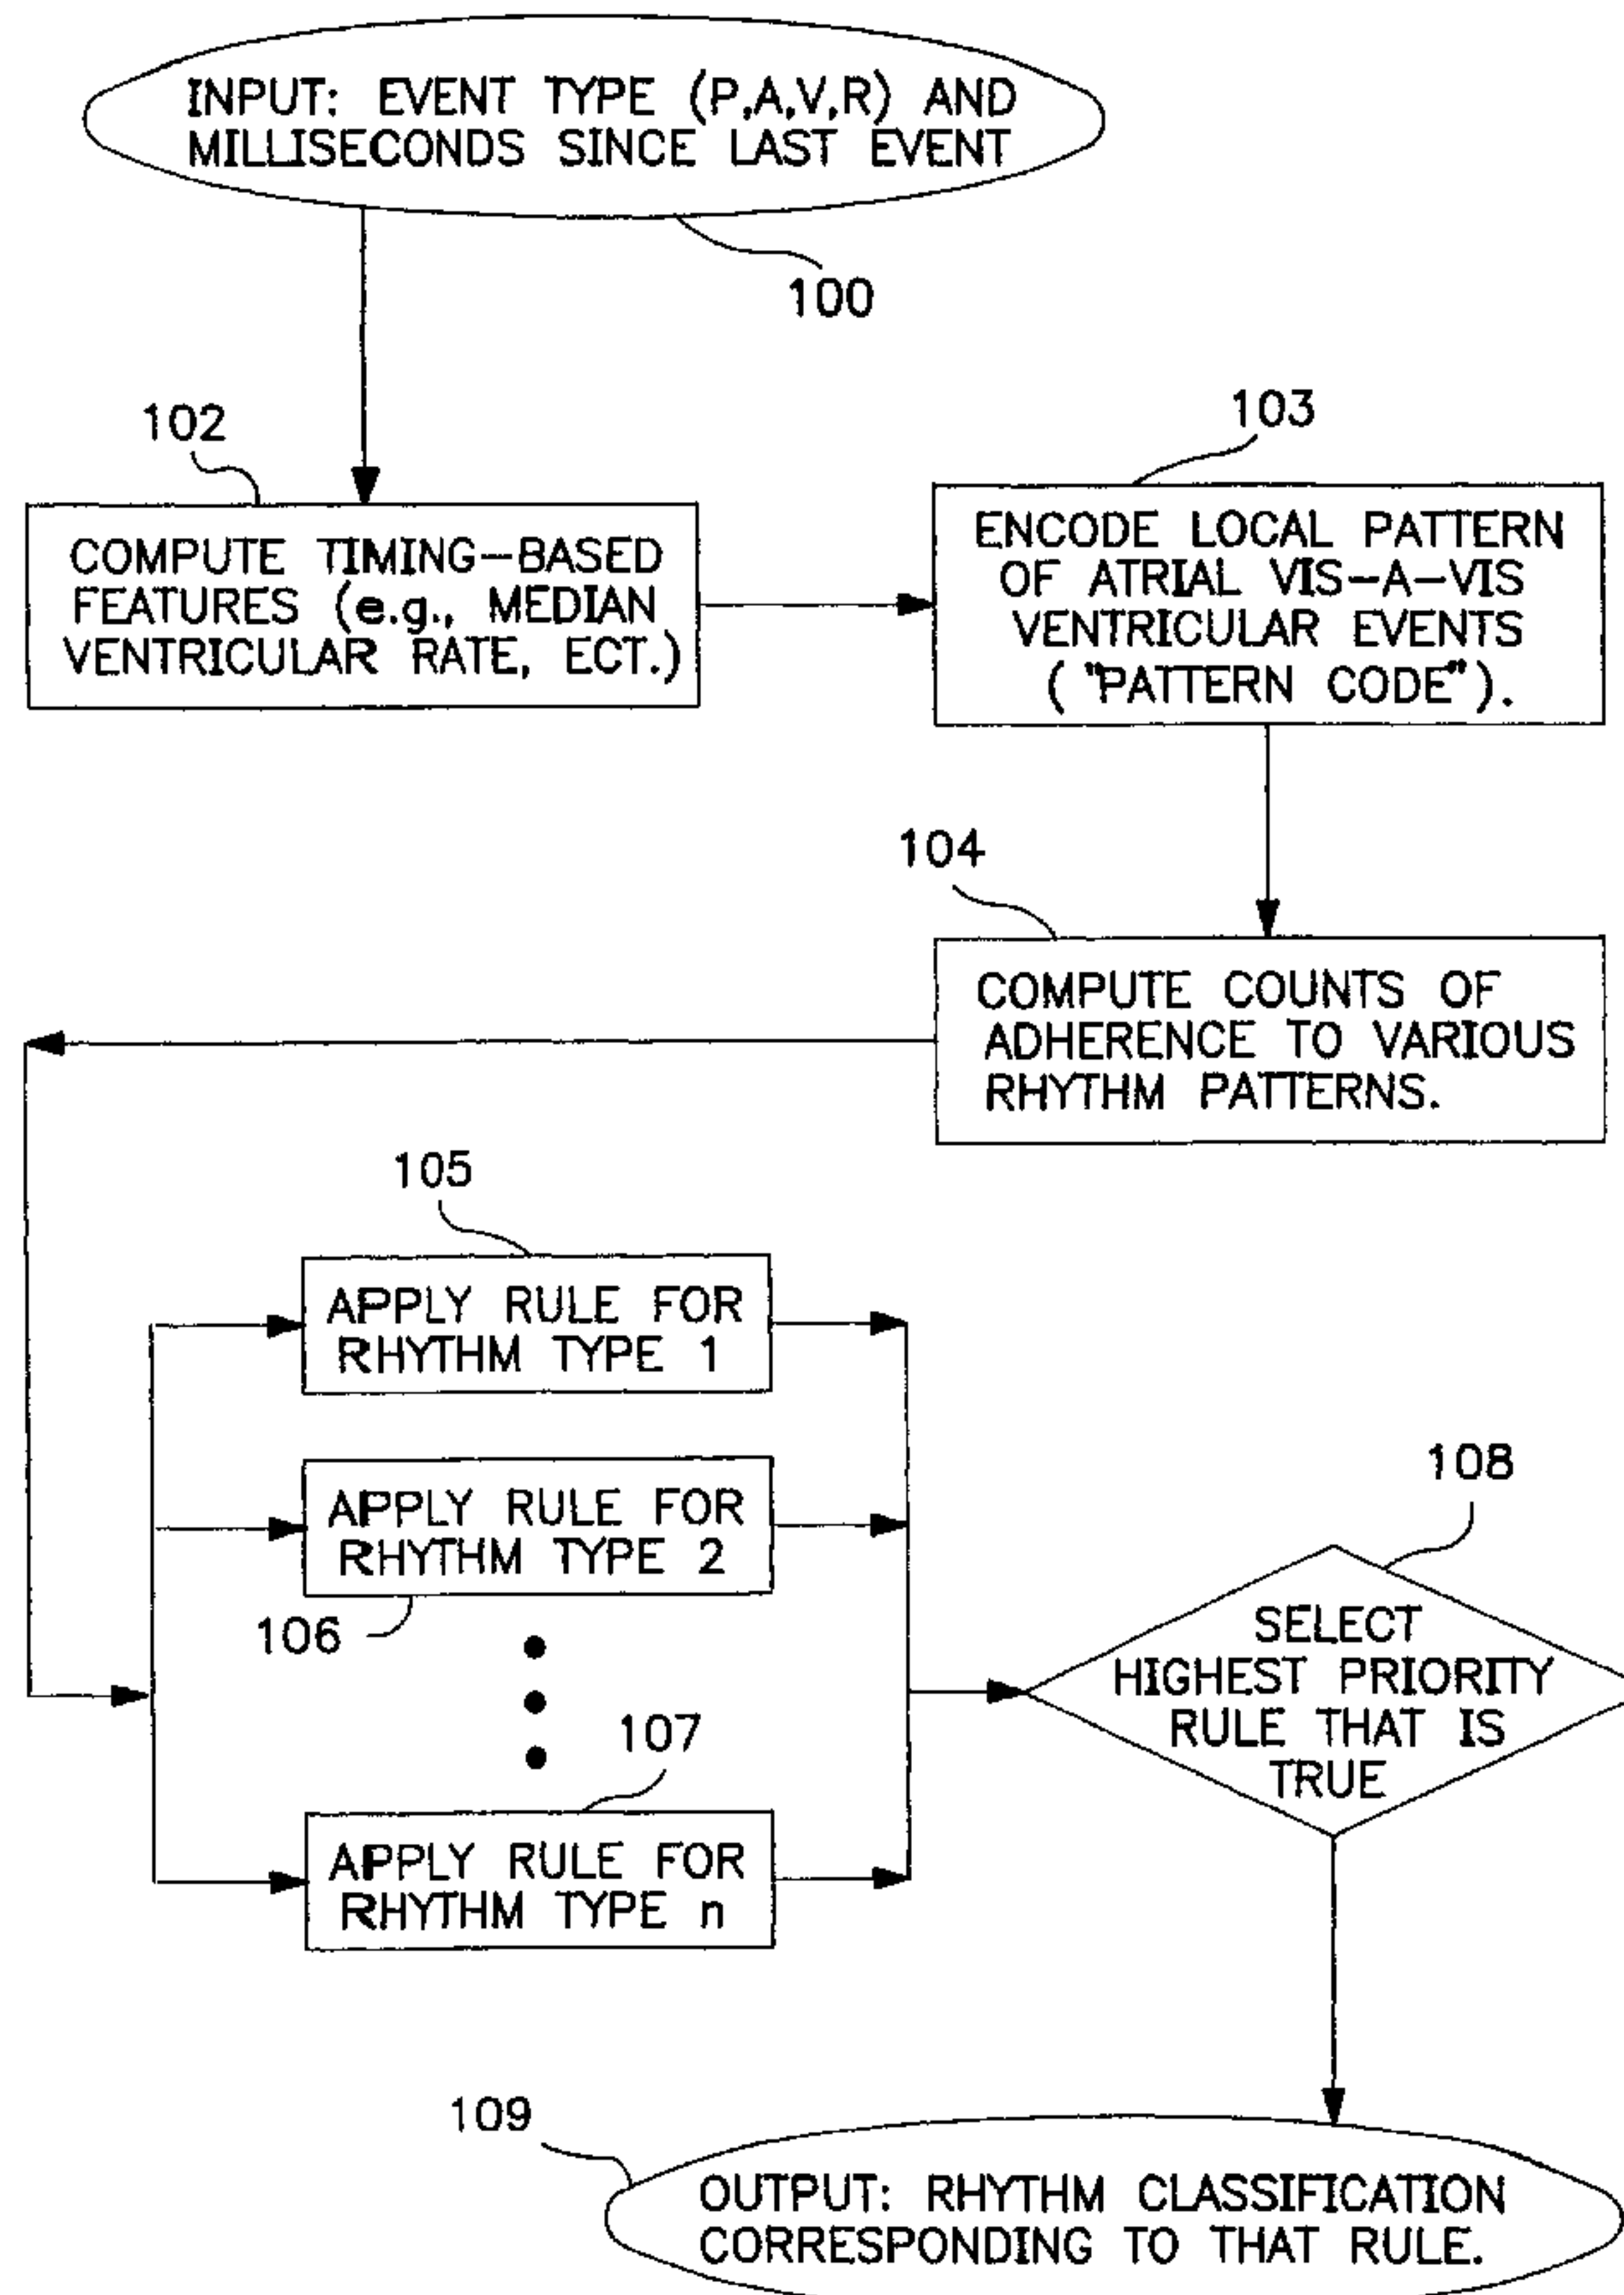 INPUT: EVENT TYPE (P,A,V,R) AND
MILLISECONDS SINCE LAST EVENT
100
102
COMPUTE TIMING-BASED
FEATURES (e.g., MEDIAN
VENTRICULAR RATE, ECT.)
103
ENCODE LOCAL PATTERN
OF ATRIAL VIS-A-VIS
VENTRICULAR EVENTS
("PATTERN CODE").
104
COMPUTE COUNTS OF
ADHERENCE TO VARIOUS
RHYTHM PATTERNS.
105
APPLY RULE FOR
RHYTHM TYPE 1
APPLY RULE FOR
RHYTHM TYPE 2
106
107
APPLY RULE FOR
RHYTHM TYPE n
108
SELECT
HIGHEST PRIORITY
RULE THAT IS
TRUE
109
OUTPUT: RHYTHM CLASSIFICATION
CORRESPONDING TO THAT RULE.